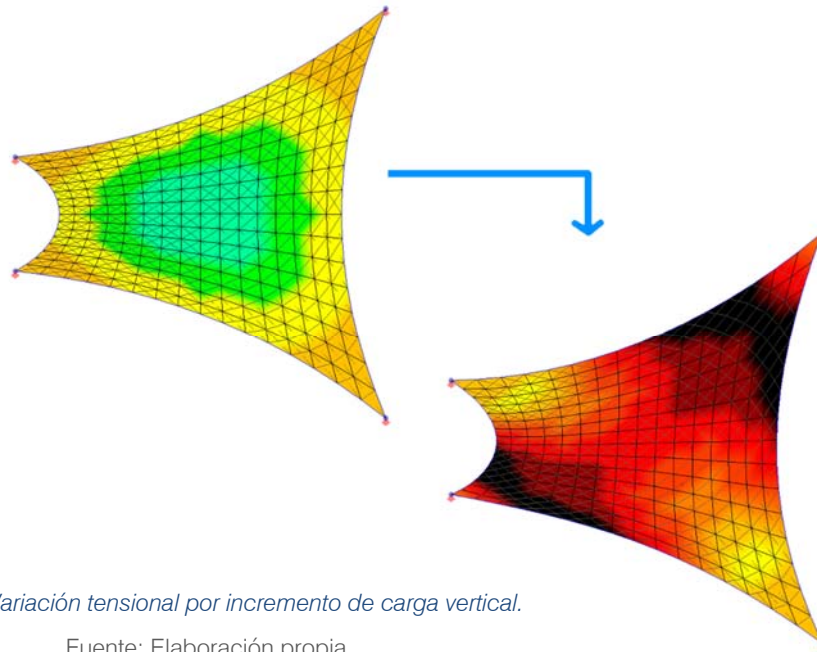 ariación tensional por incremento de carga vertical.
Fuente: Elaboración propia